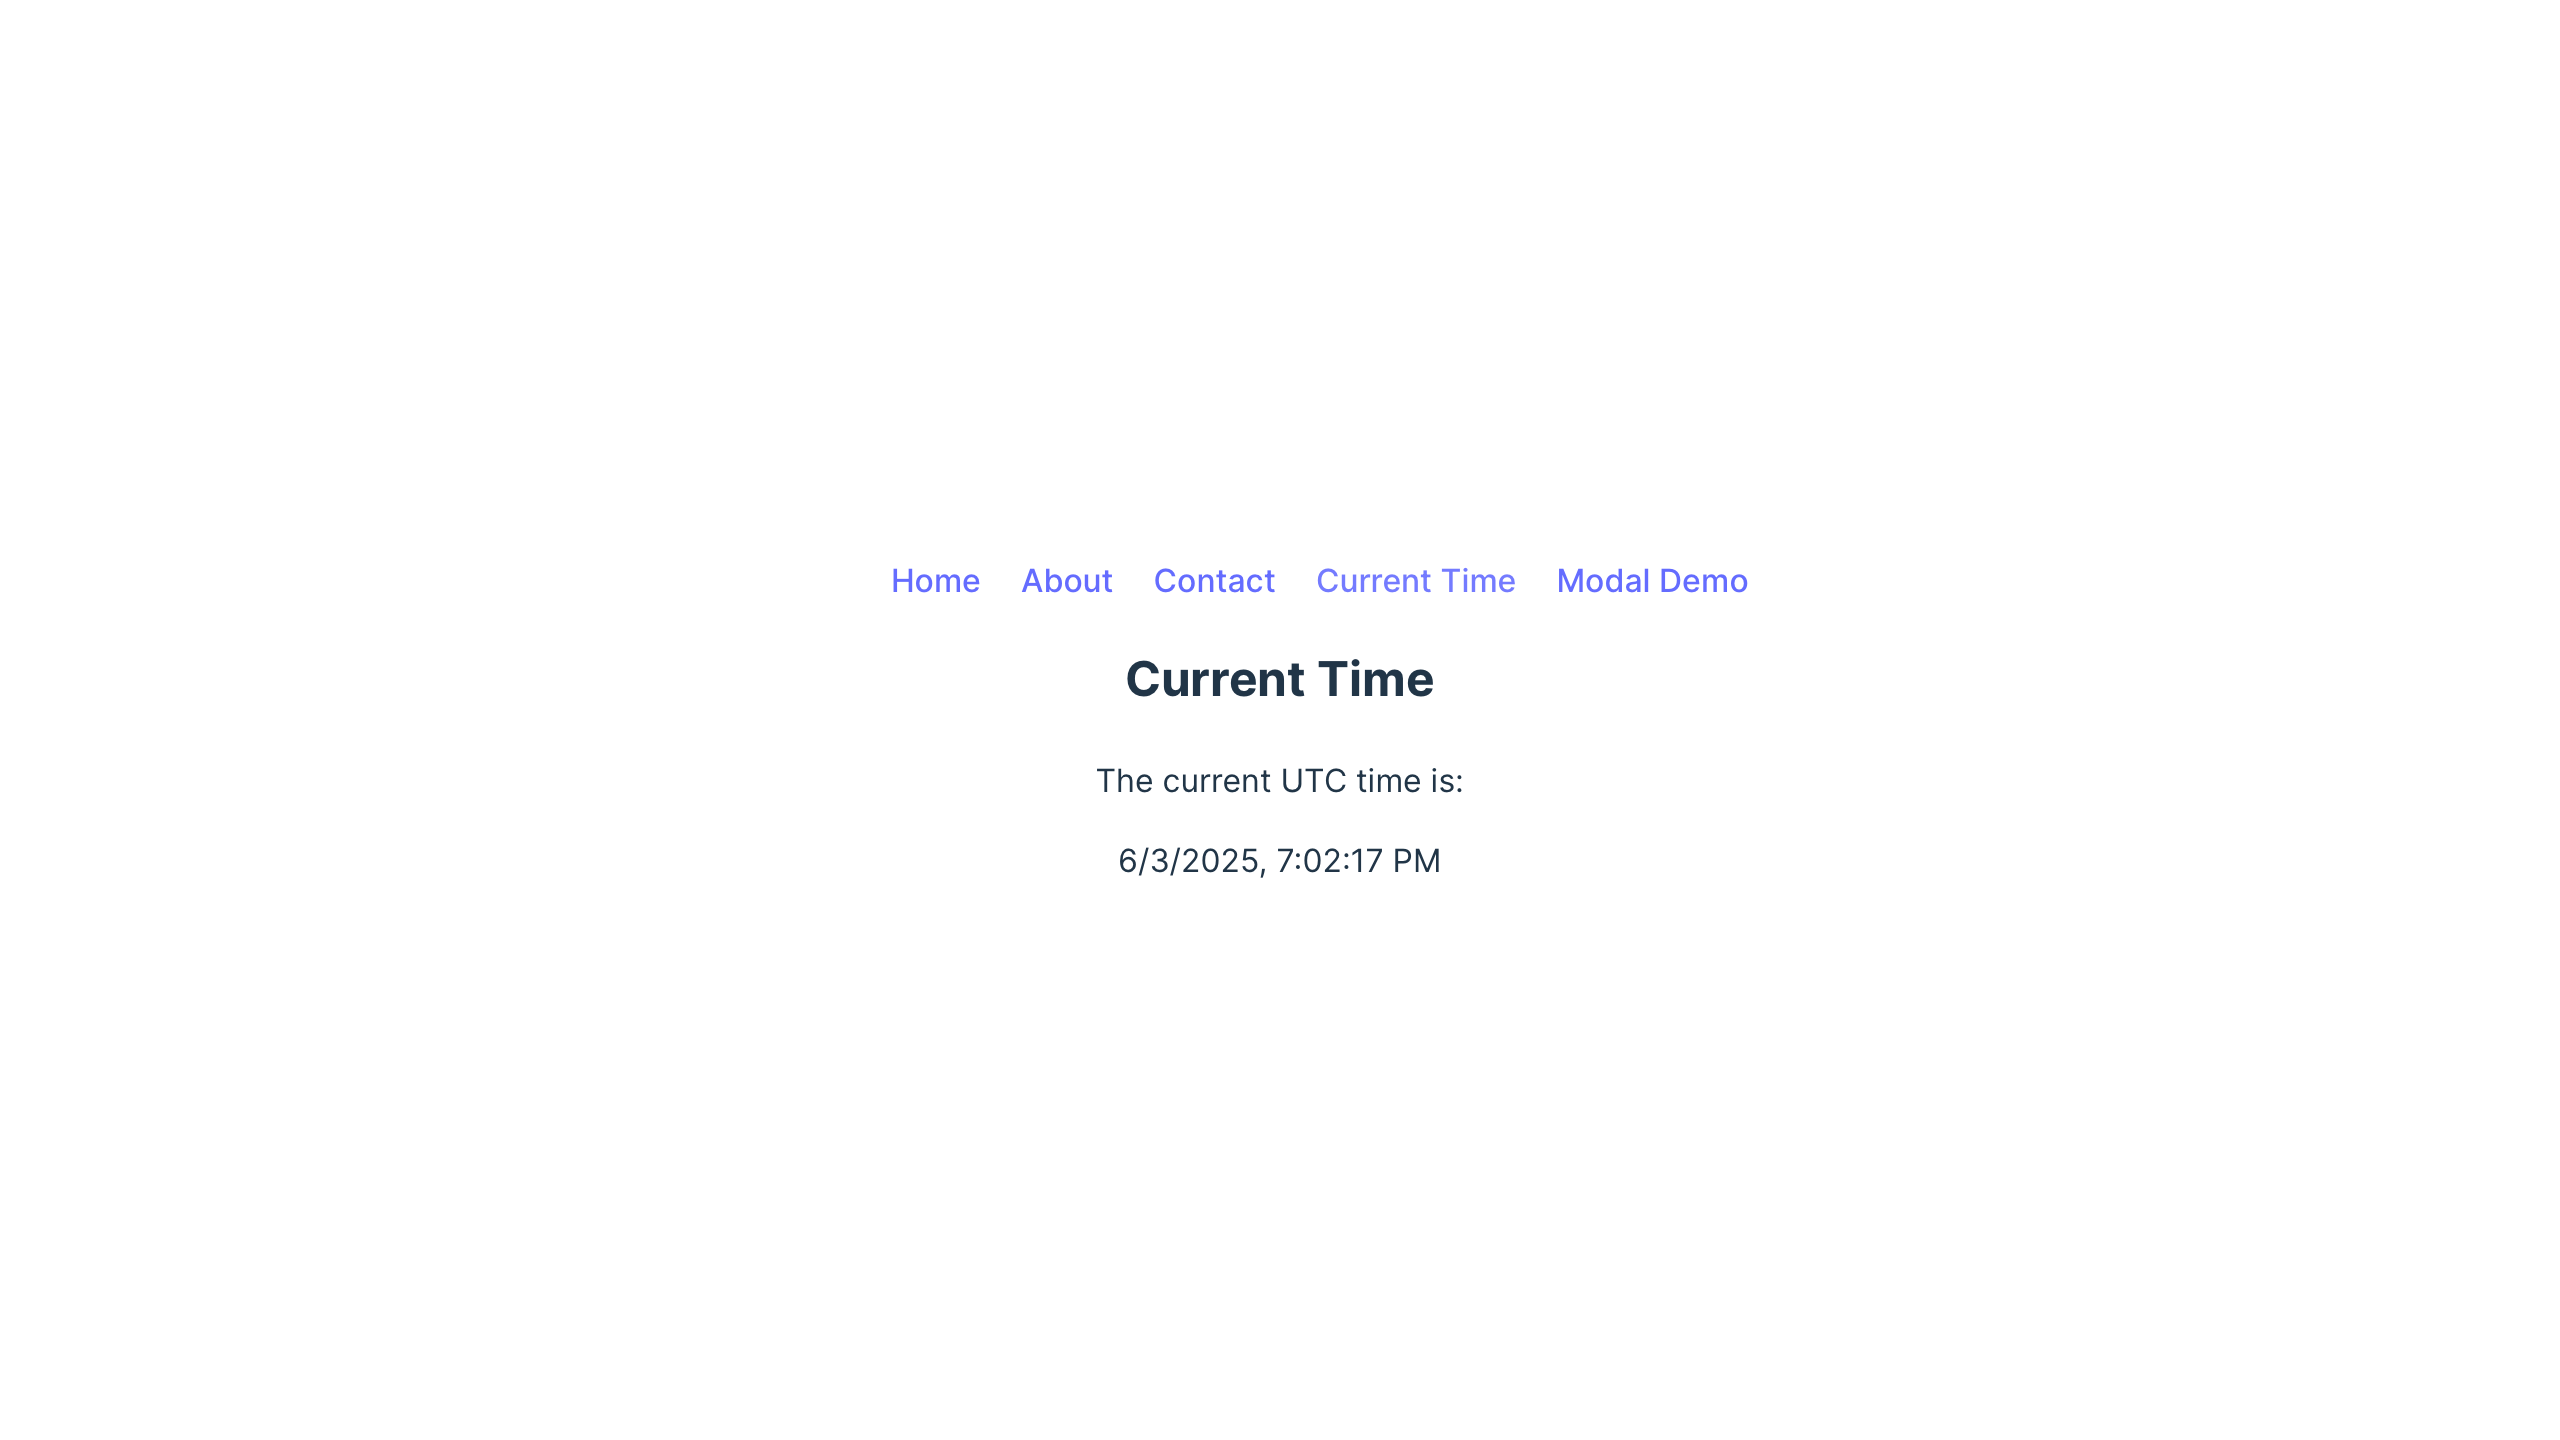 Home About Contact Current Time Modal Demo
Current Time
The current UTC time is:
6/3/2025, 7:02:17 PM